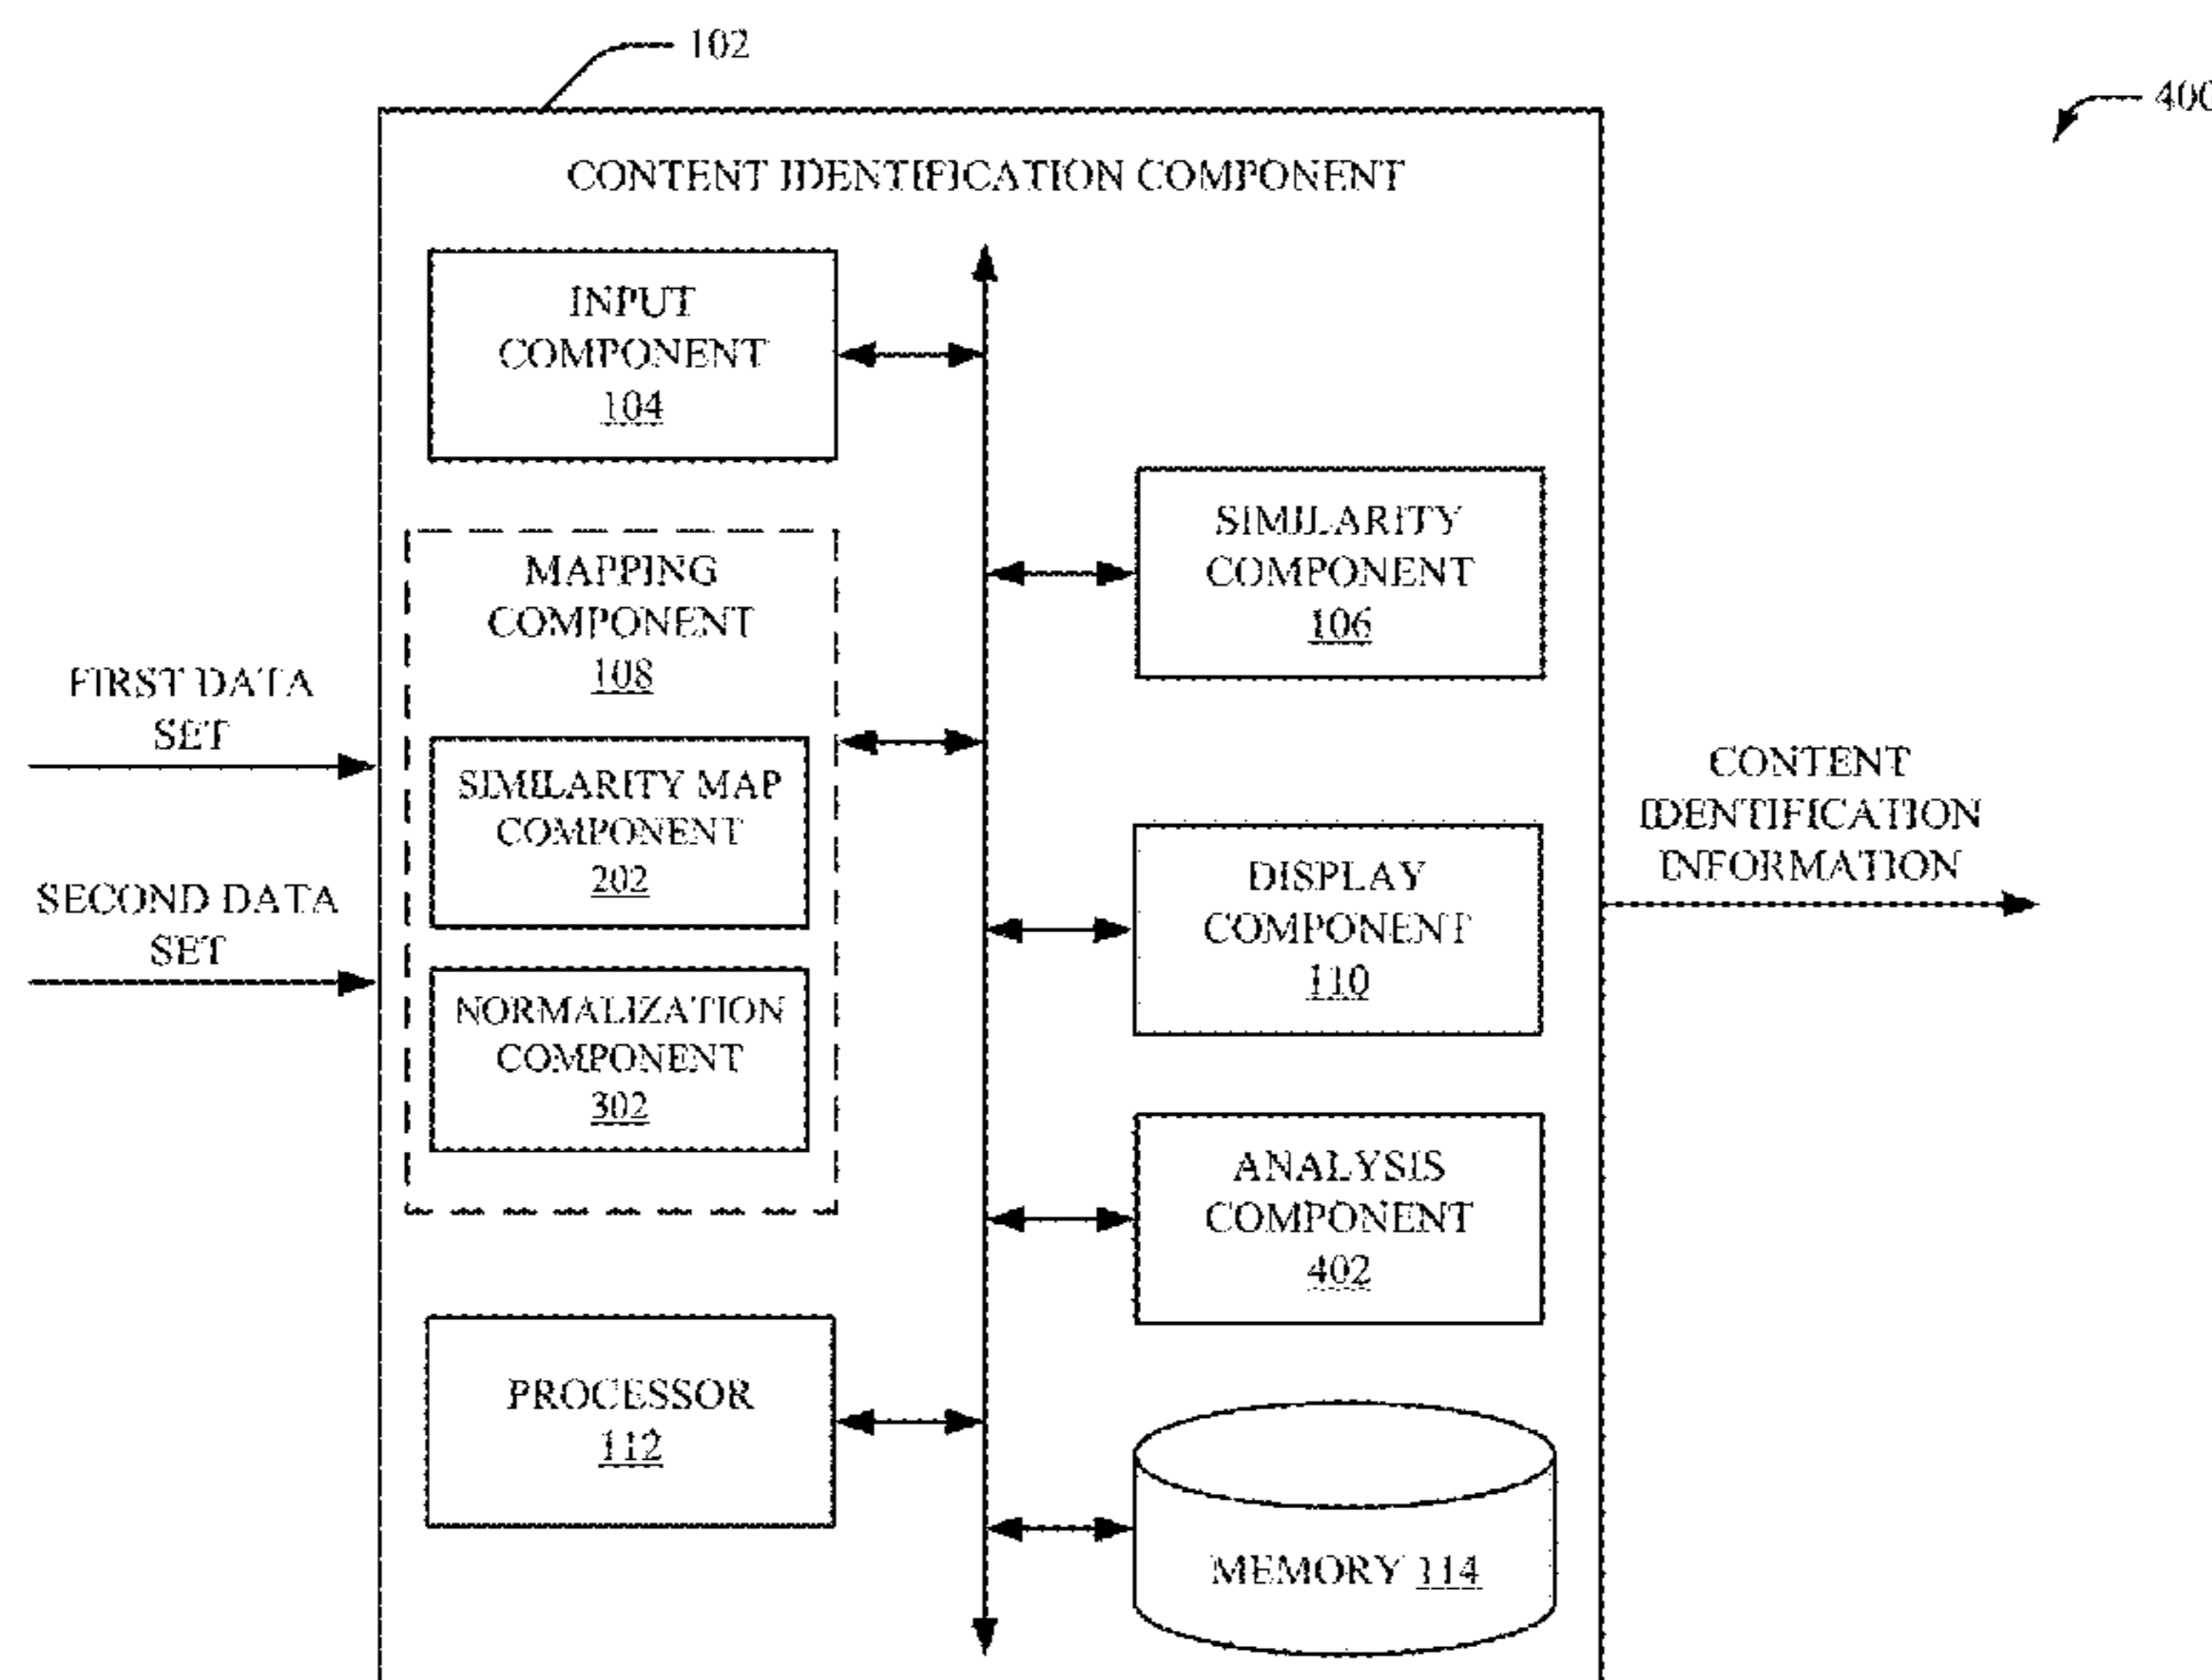 102
400
CONTENT IDENTIFICATION COMPONENT
INPUT
COMPONENT
104
SIMILARITY
COMPONENT
106
MAPPING
COMPONENT
108
FIRST DATA
SET
SIMILARITY MAP
COMPONENT
202
CONTENT
IDENTIFICATION
INFORMATION
SECOND DATA
SET
DISPLAY
COMPONENT
110
NORMALIZATION
COMPONENT
302
ANALYSIS
COMPONENT
402
PROCESSOR
112
MEMORY 114